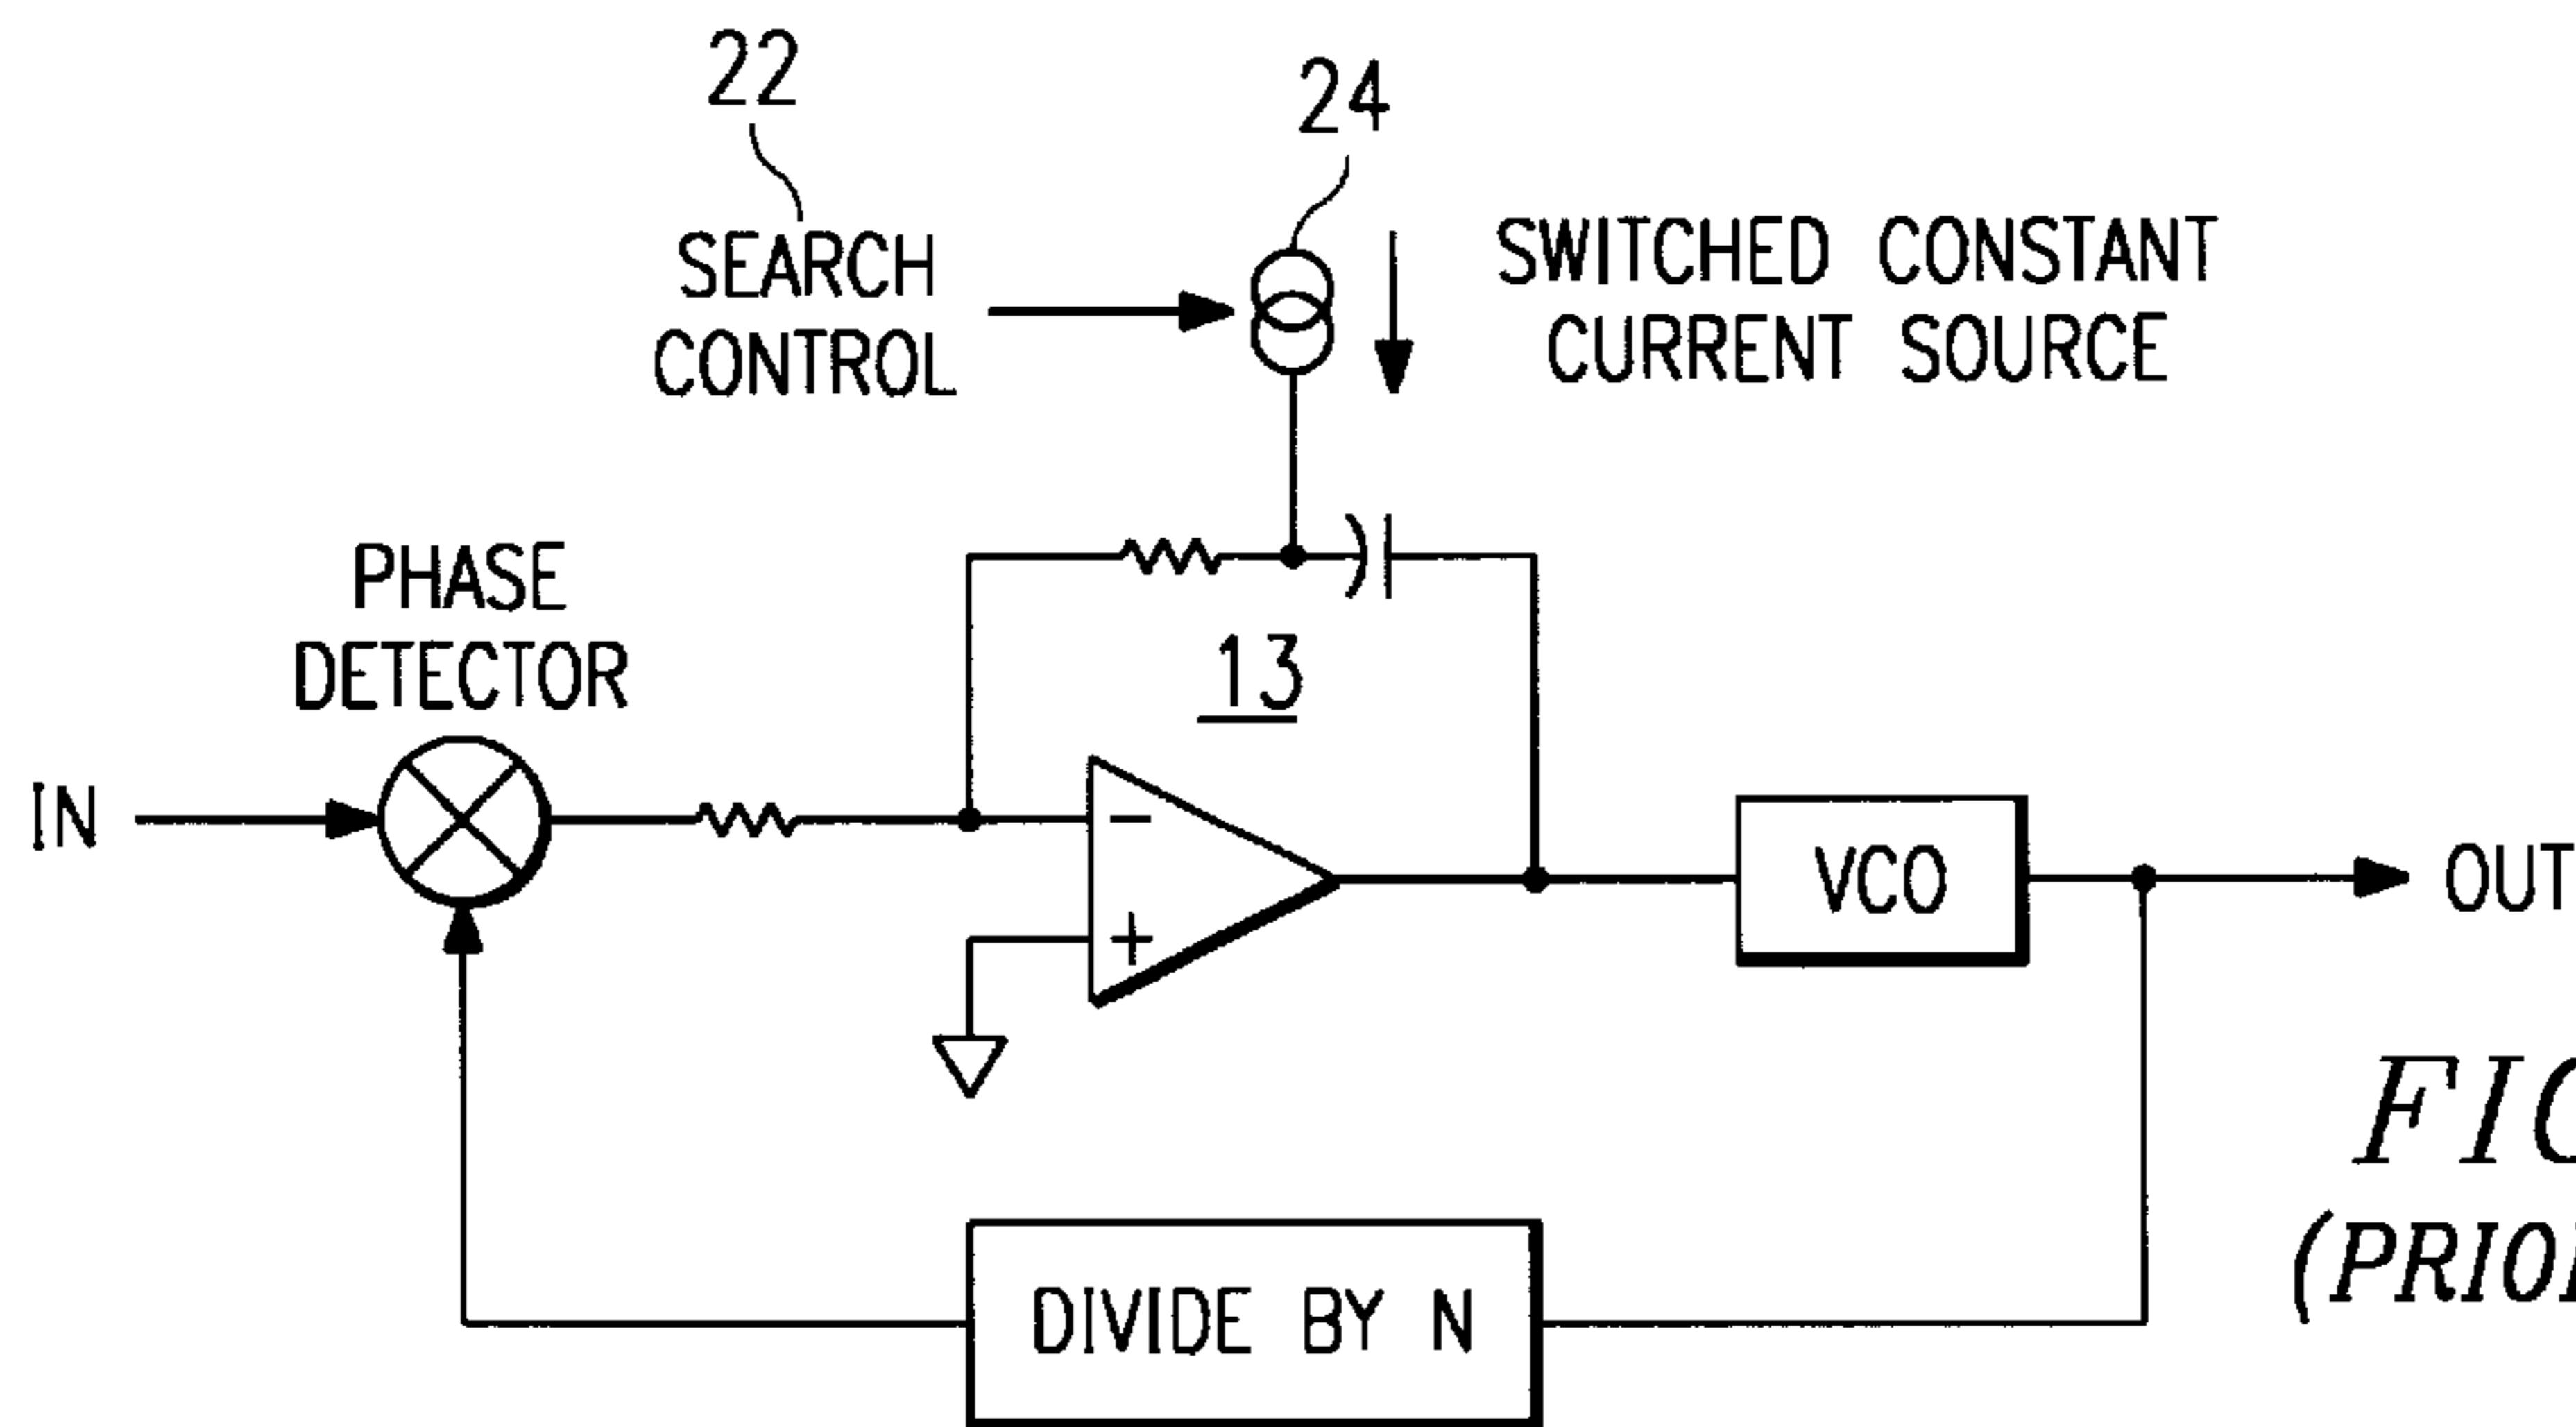 22
24
SEARCH
CONTROL
SWITCHED CONSTANT
CURRENT SOURCE
PHASE
DETECTOR
13
IN
-
+
VCO
OUT
DIVIDE BY N